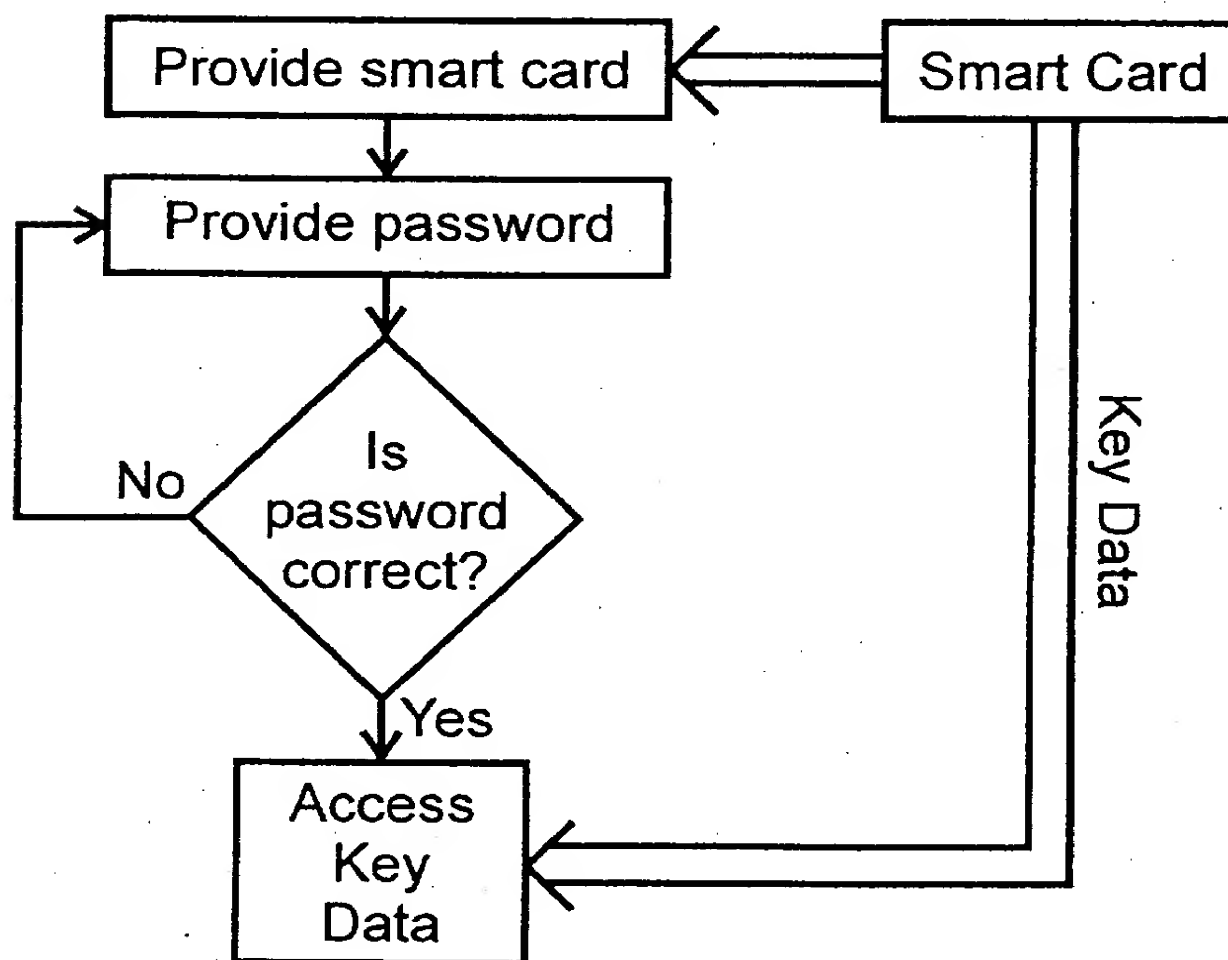 Provide smart card
Smart Card
Provide password
Is
password
correct?
No
Yes
Key Data
Access
Key
Data